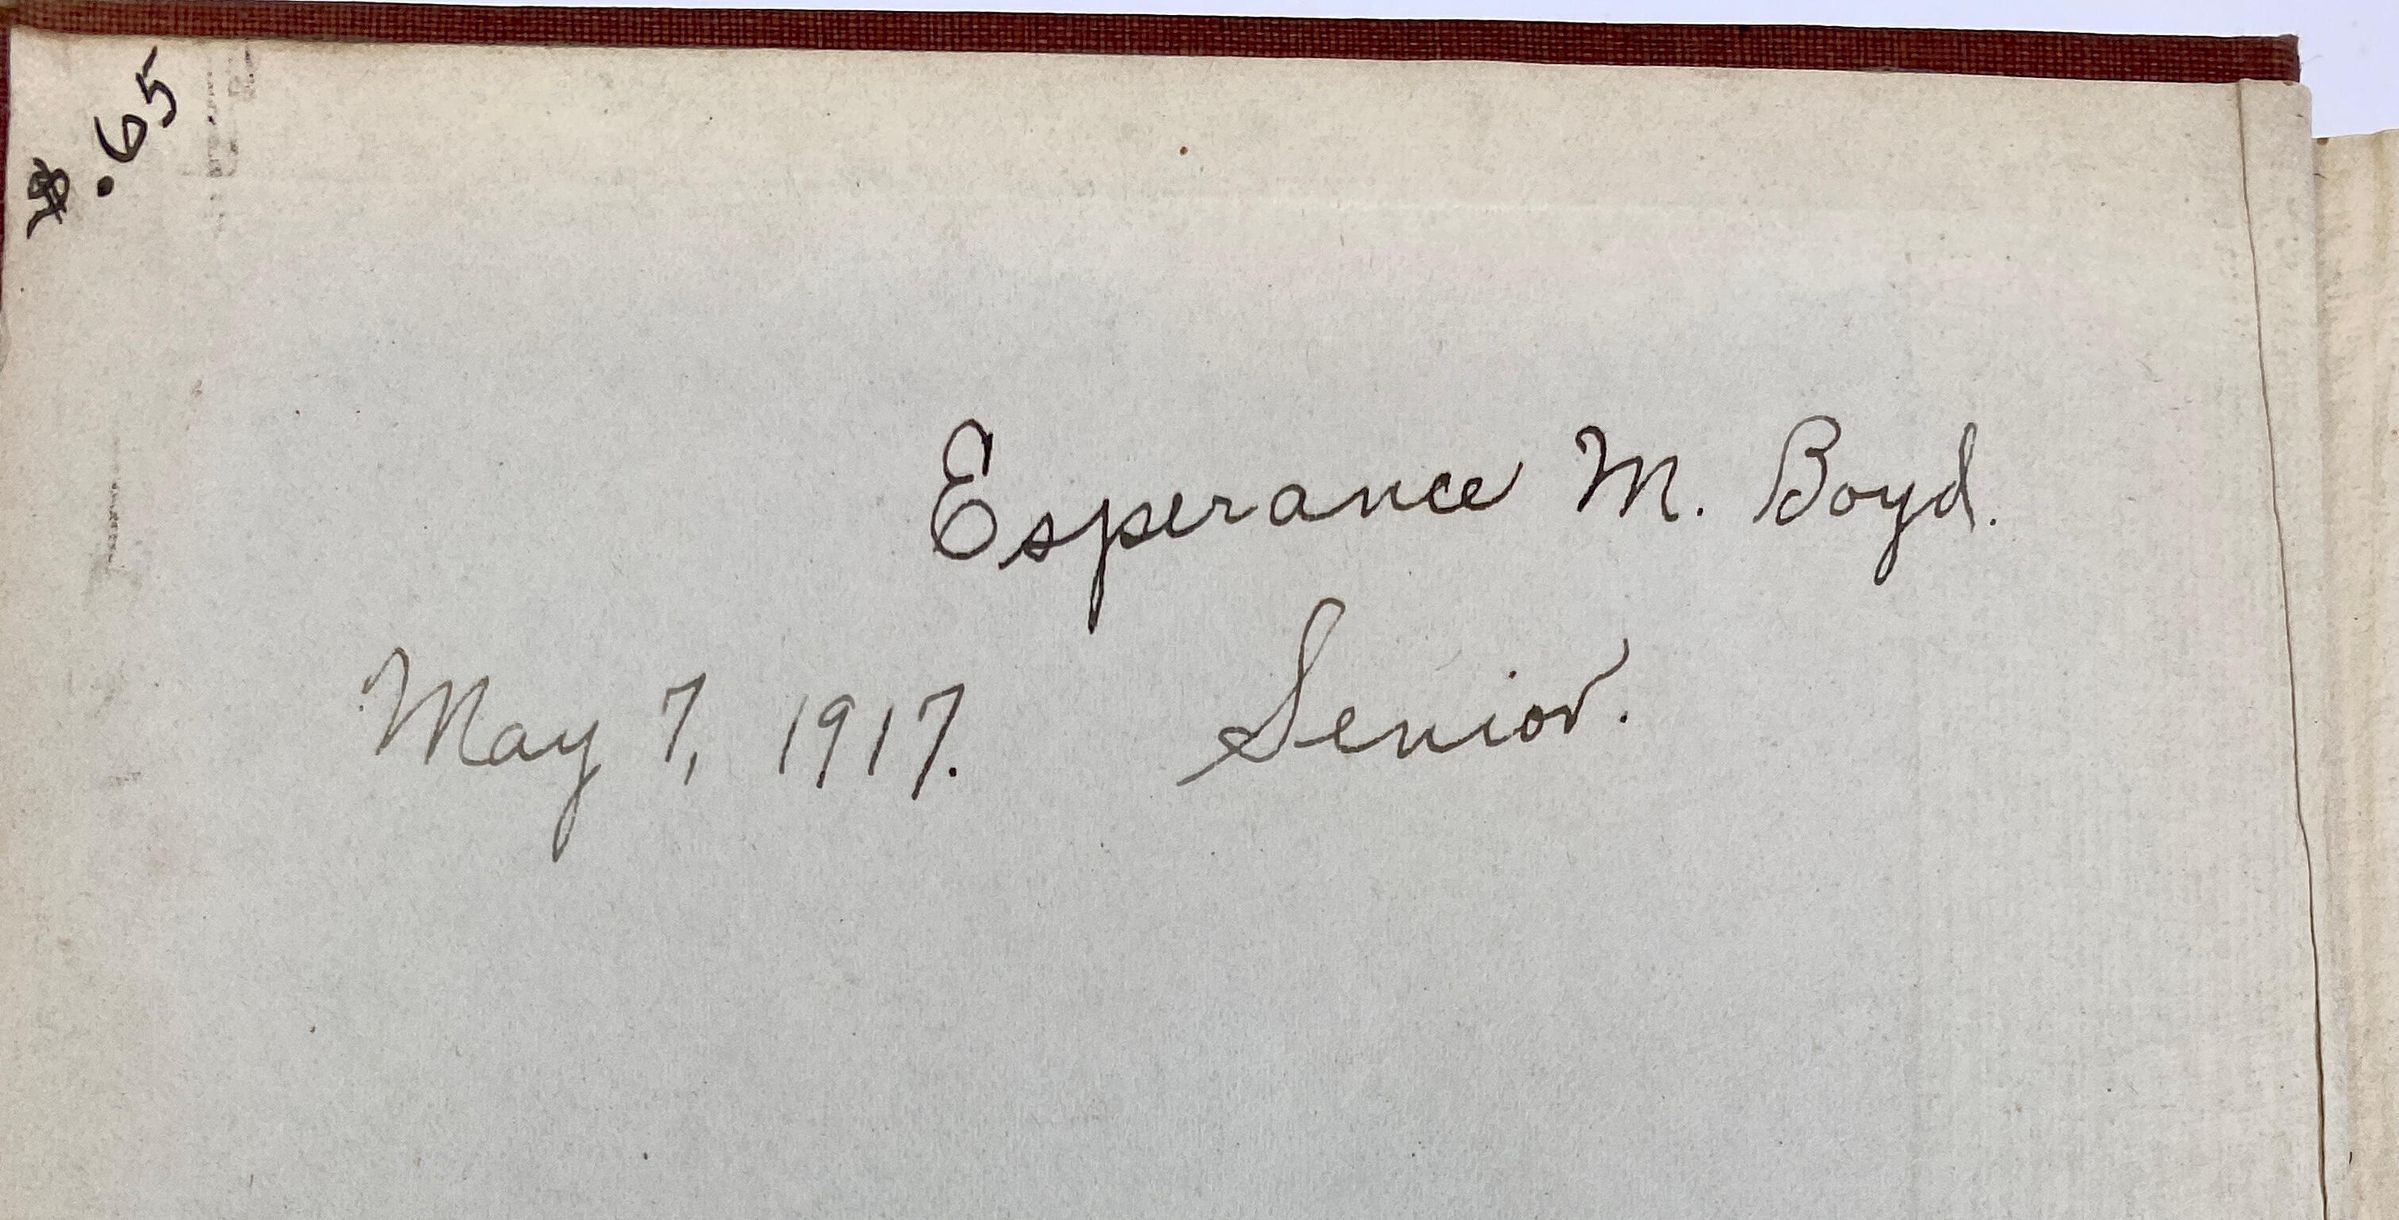 $.65
Esperance M. Boyd.
May 7, 1917. Senior.